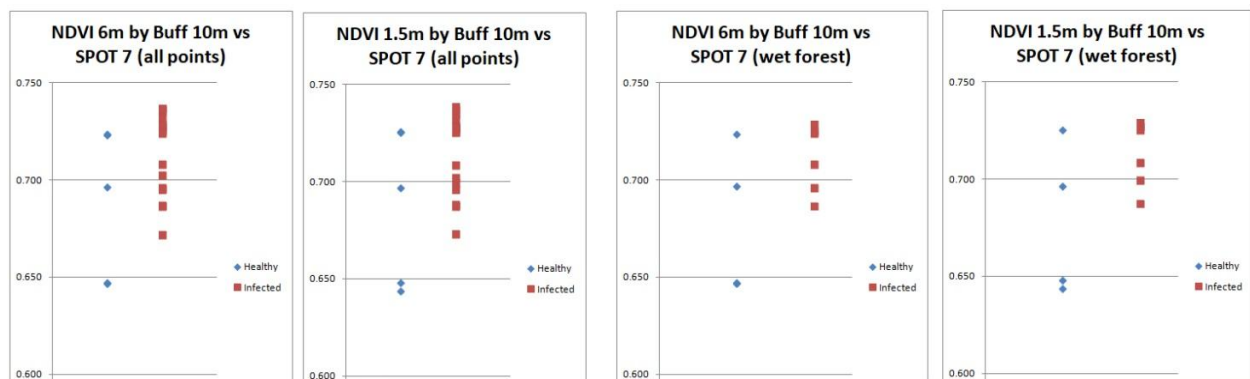 NDVI 6m by Buff 10m vs
SPOT 7 (all points)
0.750
0.700
0.650
0.600
Healthy
Infected
NDVI 1.5m by Buff 10m vs
SPOT 7 (all points)
0.750
0.700
0.650
0.600
Healthy
Infected
NDVI 6m by Buff 10m vs
SPOT 7 (wet forest)
0.750
0.700
0.650
0.600
Healthy
Infected
NDVI 1.5m by Buff 10m vs
SPOT 7 (wet forest)
0.750
0.700
0.650
0.600
Healthy
Infected